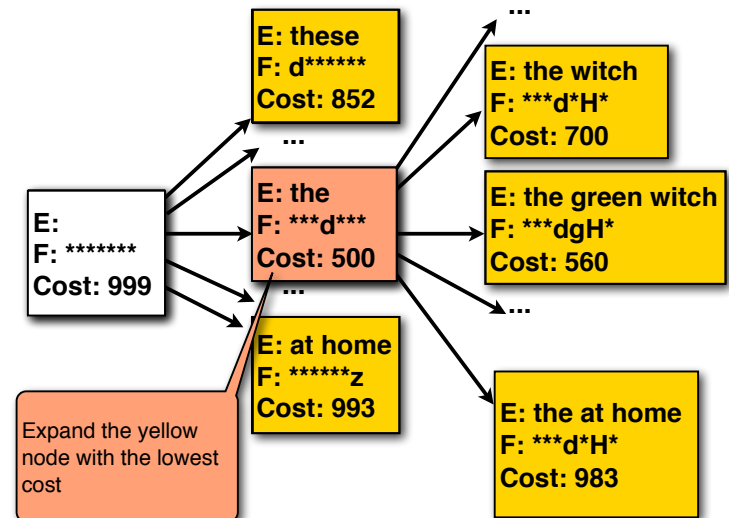 E:
F: *******
Cost: 999
E: these
F: d******
Cost: 852
...
E: the
F: ***d***
Cost: 500
...
E: at home
F: ******z
Cost: 993
Expand the yellow
node with the lowest
cost
...
E: the witch
F: ***d*H*
Cost: 700
E: the green witch
F: ***dgH*
Cost: 560
...
E: the at home
F: ***d*H*
Cost: 983